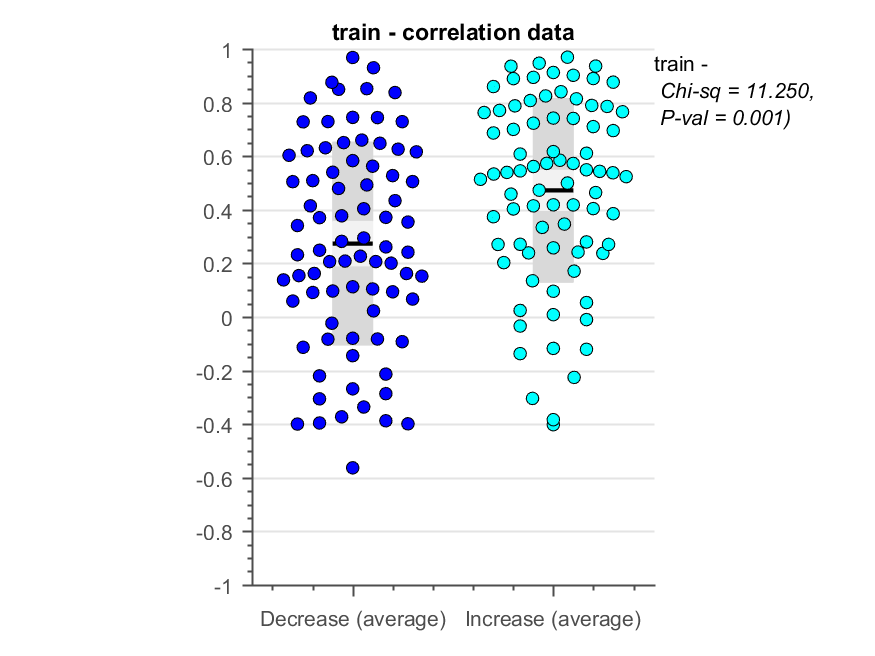 train - correlation data
train -
Chi-sq = 11.250,
P-val = 0.001)
1
0.8
0.6
0.4
0.2
0
-0.2
-0.4
-0.6
-0.8
-1
Decrease (average)
Increase (average)